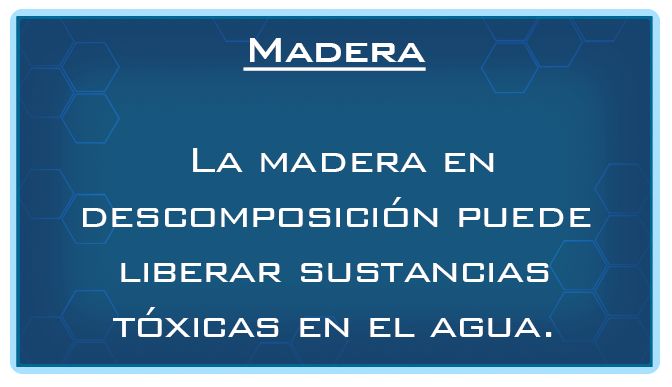 Madera
La madera en
descomposición puede
liberar sustancias
tóxicas en el agua.